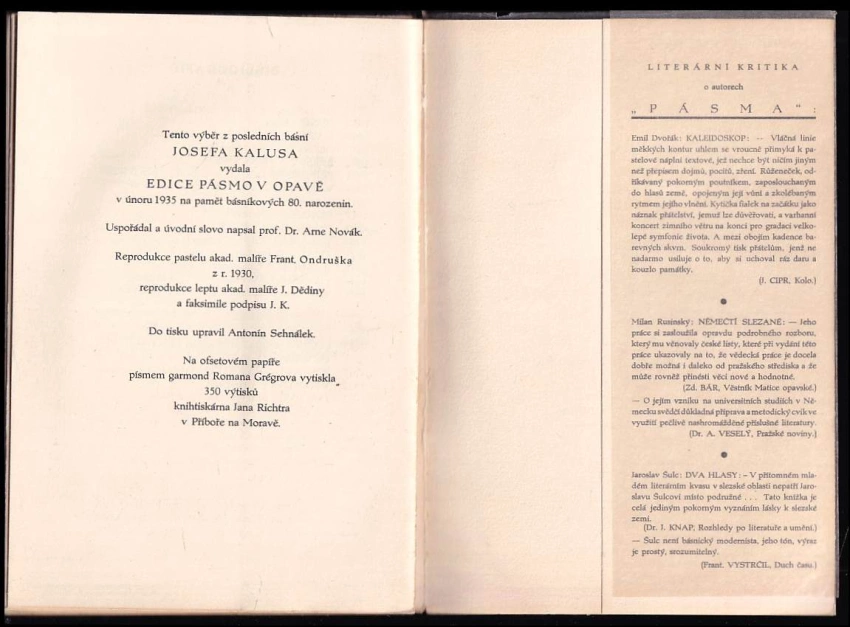 Tento výběr z posledních básní
JOSEFA KALUSA
vydala
EDICE PÁSMO V OPAVĚ
v únoru 1935 na paměť básníkových 80. narozenin.
Uspořádal a úvodní slovo napsal prof. Dr. Arne Novák.
Reprodukce pastelu akad. malíře Frant. Ondruška
z r. 1930,
reprodukce leptu akad. malíře J. Dědiny
a faksimile podpisu J. K.
Do tisku upravil Antonín Sehnálek.
Na ofsetovém papíře
písmem garmond Romana Grégrova vytiskla
350 výtisků
knihtiskárna Jana Richtra
v Příboře na Moravě.
LITERÁRNÍ KRITIKA
o autorech
„PÁSMA":
Emil Dvořák: KALEIDOSKOP: — Vláčná linie
měkkých kontur uhlem se vroucně přimyká k pa-
stelové náplni textové, jež nechce být ničím jiným
než přepisem dojmů, pocitů, zření. Růženeček, od-
říkávaný pokorným poutníkem, zaposlouchaným
do hlasů země, opojeným její vůní a zkolébaným
rytmem jejího vlnění. Kytička fialek na začátku jako
náznak přátelství, jemuž lze důvěřovati, a varhanní
koncert zimního větru na konci pro gradaci velko-
lepé symfonie života. A mezi obojím kadence ba-
revných skvrn. Soukromý tisk přátelům, jenž ne
nadarmo usiluje o to, aby si uchoval ráz daru a
kouzlo památky.
(J. CIPR, Kolo.)
Milan Rusinský: NĚMEČTÍ SLEZANÉ: — Jeho
práce si zasloužila opravdu podrobného rozboru,
který mu věnovaly české listy, které při vydání této
práce ukazovaly na to, že vědecká práce je docela
dobře možná i daleko od pražského střediska a že
může rovněž přinésti věci nové a hodnotné.
(Zd. BÁR, Věstník Matice opavské.)
— O jejím vzniku na universitních studiích v Ně-
mecku svědčí důkladná příprava a metodický cvik ve
využití pečlivě nashromážděné příslušné literatury.
(Dr. A. VESELÝ, Pražské noviny.)
Jaroslav Šulc: DVA HLASY: – V přítomném mla-
dém literárním kvasu v slezské oblasti nepatří Jaro-
slavu Šulcovi místo podružné . . . Tato knížka je
celá jediným pokorným vyznáním lásky k slezské
zemi.
(Dr. J. KNAP, Rozhledy po literatuře a umění.)
— Šulc není básnický modernista, jeho tón, výraz
je prostý, srozumitelný.
(Frant. VYSTRČIL, Duch času.)